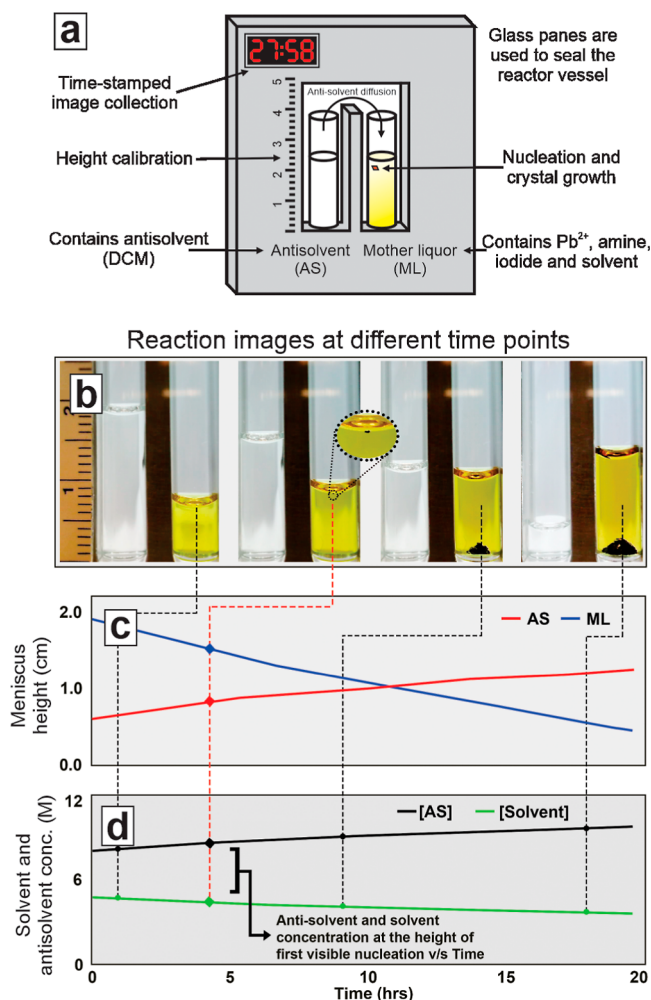 a
27:58
Glass panes are
used to seal the
reactor vessel
Time-stamped
image collection
5
4
3
2
1
Anti-solvent diffusion
Height calibration
Nucleation and
crystal growth
Contains antisolvent
(DCM)
Antisolvent
(AS)
Mother liquor
(ML)
Contains Pb²⁺, amine,
iodide and solvent
Reaction images at different time points
b
2
1
c
2.0
1.0
0.0
Meniscus
height (cm)
AS
ML
d
12
6
0
Solvent and
antisolvent conc. (M)
[AS]
[Solvent]
Anti-solvent and solvent
concentration at the height of
first visible nucleation v/s Time
0
5
10
15
20
Time (hrs)